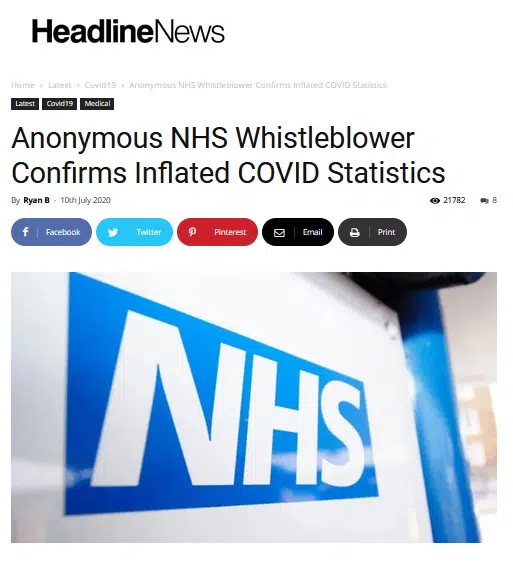 HeadlineNews
Home › Latest › Covid19 › Anonymous NHS Whistleblower Confirms Inflated COVID Statistics
Latest Covid19 Medical
Anonymous NHS Whistleblower
Confirms Inflated COVID Statistics
By Ryan B - 10th July 2020 21782 8
Facebook Twitter Pinterest Email Print
NHS